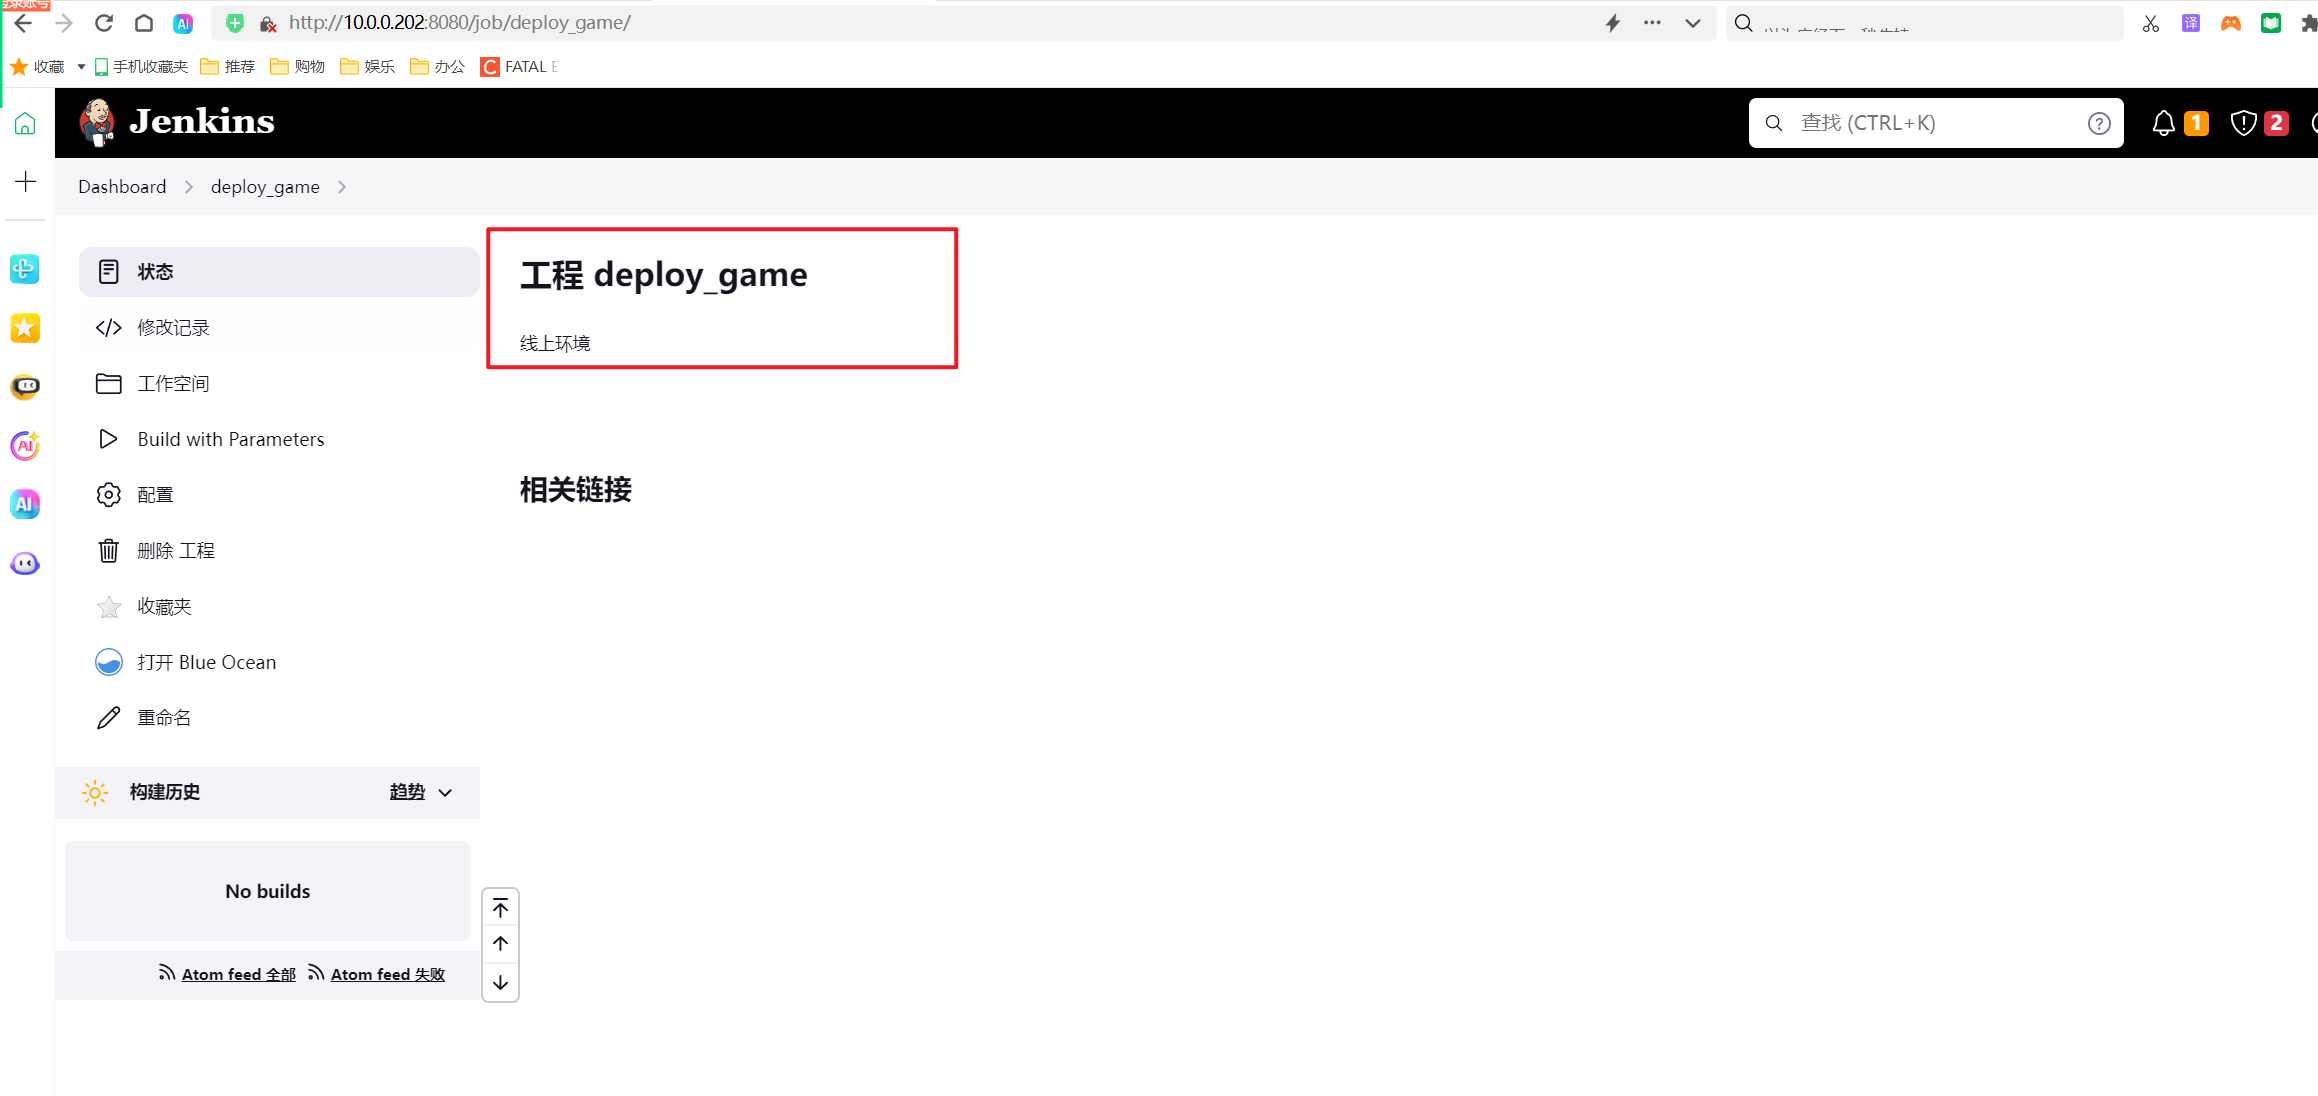 登录账号
http://10.0.0.202:8080/job/deploy_game/
收藏 手机收藏夹 推荐 购物 娱乐 办公 FATAL E
Jenkins
查找 (CTRL+K)
1
2
Dashboard deploy_game
状态
修改记录
工作空间
Build with Parameters
配置
删除 工程
收藏夹
打开 Blue Ocean
重命名
构建历史 趋势
No builds
Atom feed 全部 Atom feed 失败
工程 deploy_game
线上环境
相关链接